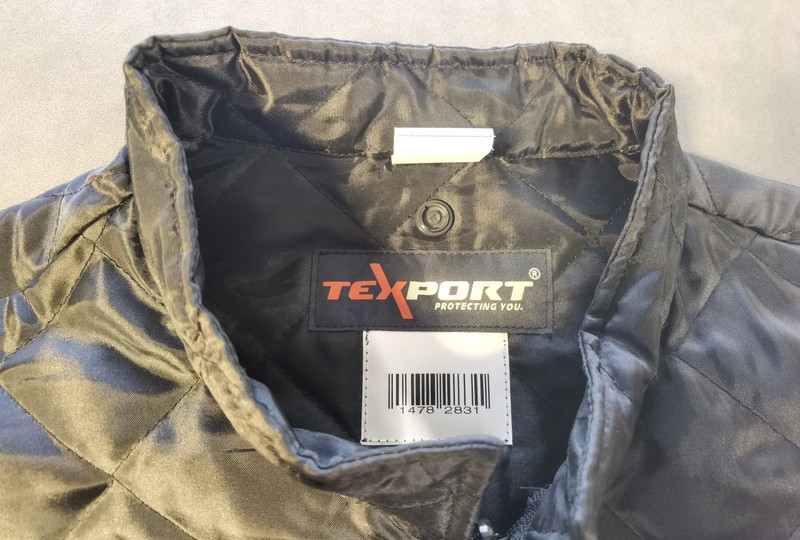 TEXPORT®
PROTECTING YOU.
1478 2831